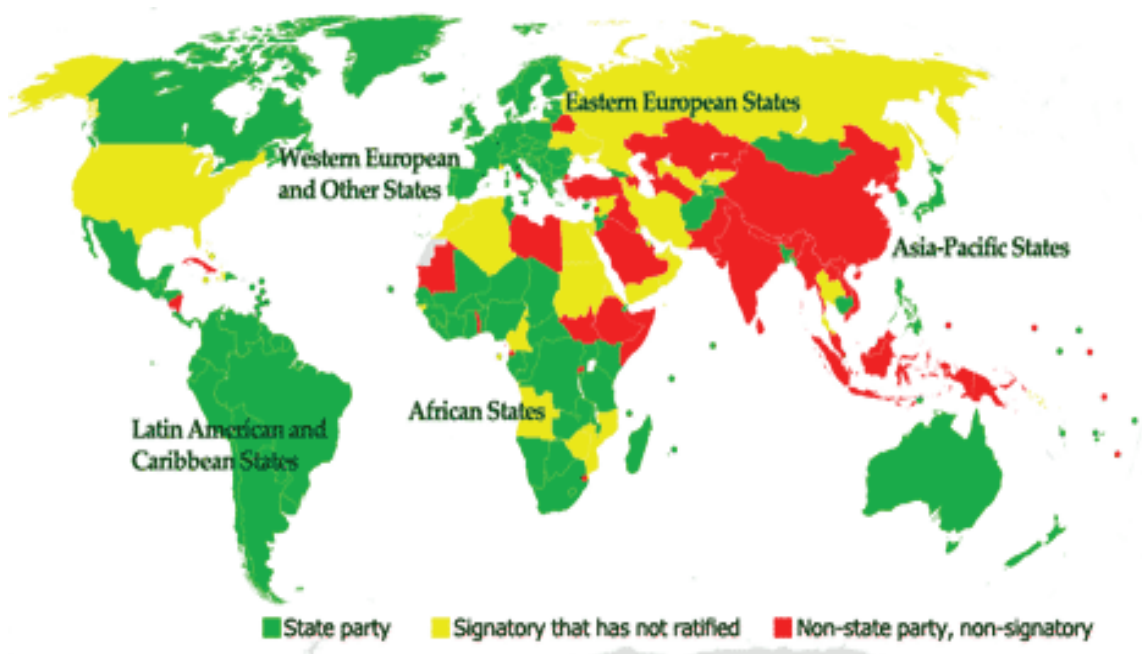 Eastern European States
Western European
and Other States
Asia-Pacific States
African States
Latin American and
Caribbean States
State party
Signatory that has not ratified
Non-state party, non-signatory